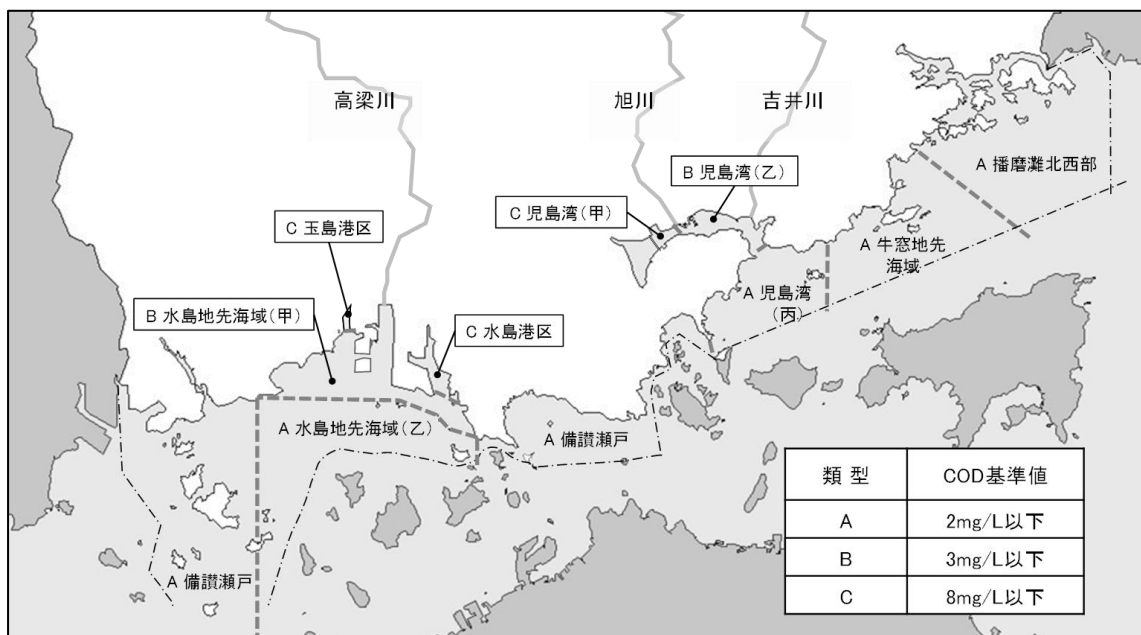 高梁川
旭川
吉井川
B 児島湾(乙)
A 播磨灘北西部
C 児島湾(甲)
C 玉島港区
A 牛窓地先
海域
A 児島湾
(丙)
B 水島地先海域(甲)
C 水島港区
A 水島地先海域(乙)
A 備讃瀬戸
A 備讃瀬戸
類 型 COD基準値
A 2mg/L以下
B 3mg/L以下
C 8mg/L以下